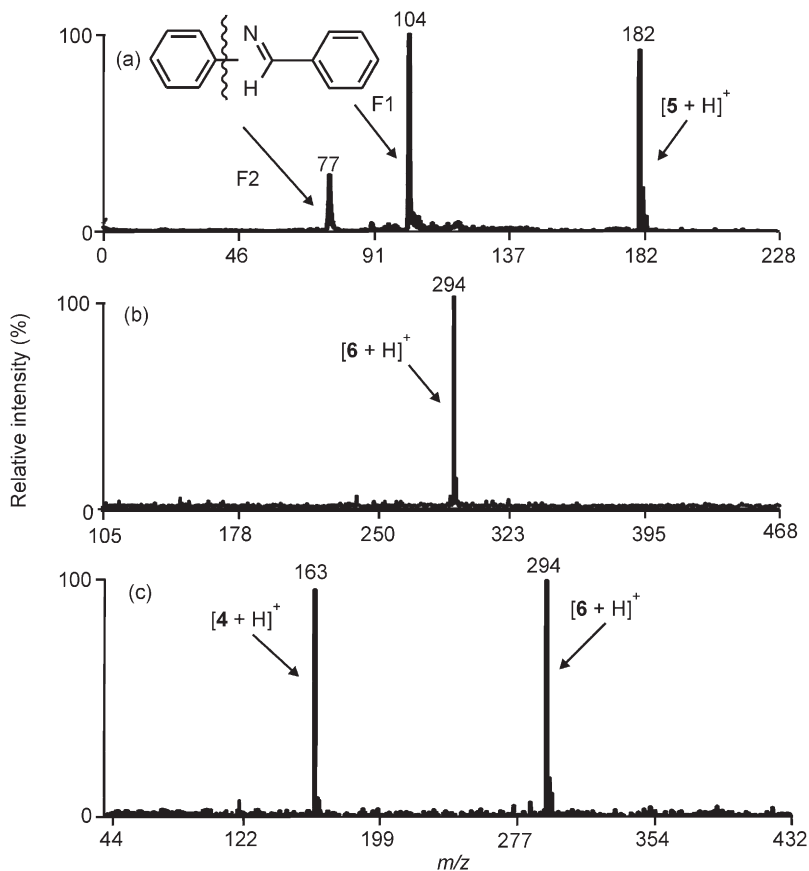 104
100
(a)
N
182
H
F1
[5 + H]⁺
77
F2
0
0 46 91 137 182 228
294
100
(b)
[6 + H]⁺
Relative intensity (%)
0
105 178 250 323 395 468
163
294
100
(c)
[4 + H]⁺
[6 + H]⁺
0
44 122 199 277 354 432
m/z